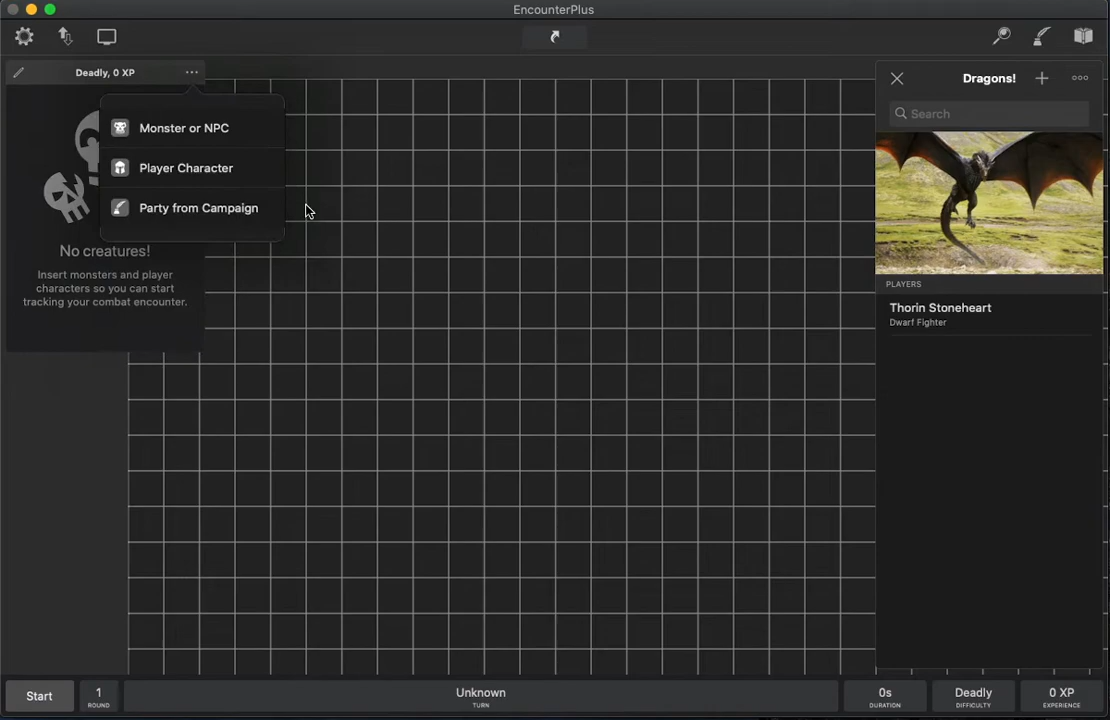 EncounterPlus
Deadly, 0 XP
Monster or NPC
Player Character
Party from Campaign
No creatures!
Insert monsters and player
characters so you can start
tracking your combat encounter.
Dragons!
Search
PLAYERS
Thorin Stoneheart
Dwarf Fighter
Start
1
ROUND
Unknown
TURN
0s
DURATION
Deadly
DIFFICULTY
0 XP
EXPERIENCE